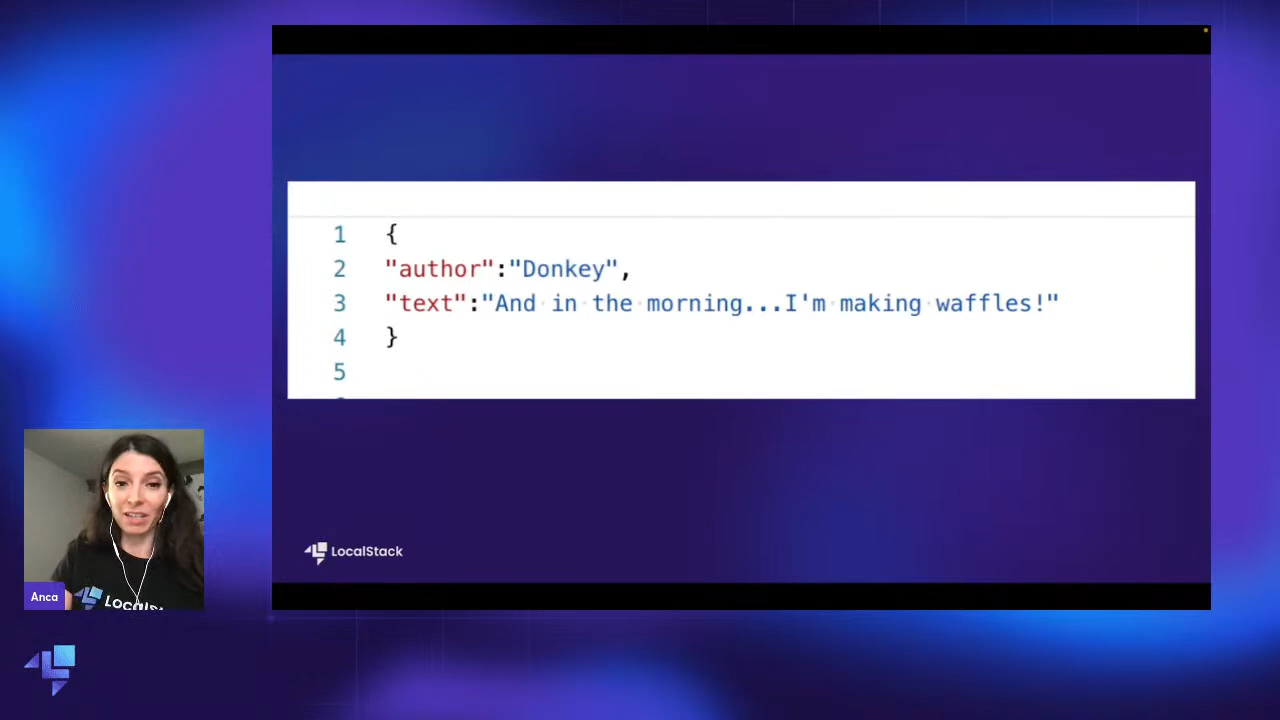 1 {
2 "author":"Donkey",
3 "text":"And in the morning...I'm making waffles!"
4 }
5
LocalStack
Anca